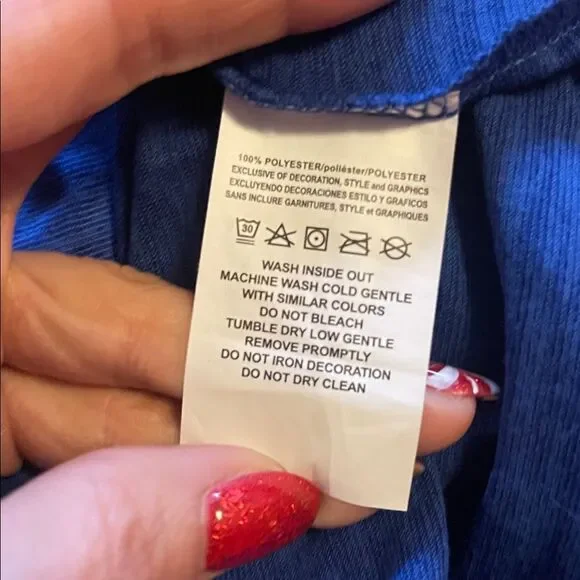 100% POLYESTER/poliéster/POLYESTER
EXCLUSIVE OF DECORATION, STYLE and GRAPHICS
EXCLUYENDO DECORACIONES ESTILO Y GRAFICOS
SANS INCLURE GARNITURES, STYLE et GRAPHIQUES
30
WASH INSIDE OUT
MACHINE WASH COLD GENTLE
WITH SIMILAR COLORS
DO NOT BLEACH
TUMBLE DRY LOW GENTLE
REMOVE PROMPTLY
DO NOT IRON DECORATION
DO NOT DRY CLEAN